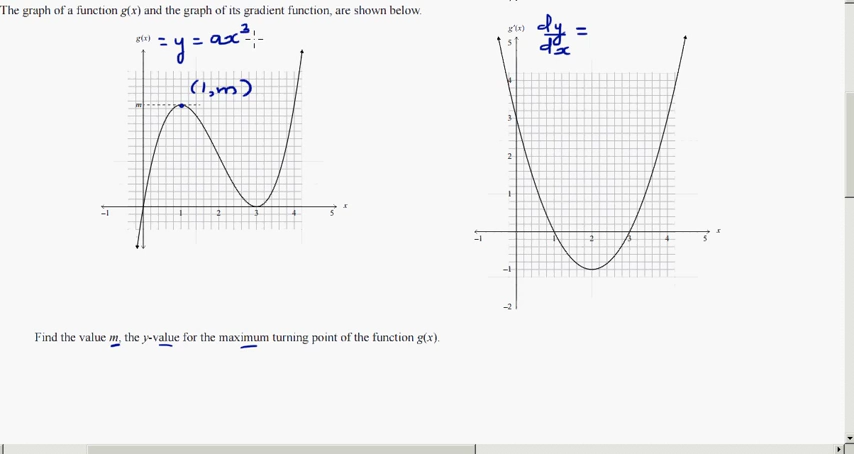 The graph of a function g(x) and the graph of its gradient function, are shown below.
g(x) = y = ax³
(1,m)
m
-1 1 2 3 4 5 x
g'(x) dy/dx =
5
4
3
2
1
-1 1 2 3 4 5 x
-1
-2
Find the value m, the y-value for the maximum turning point of the function g(x).